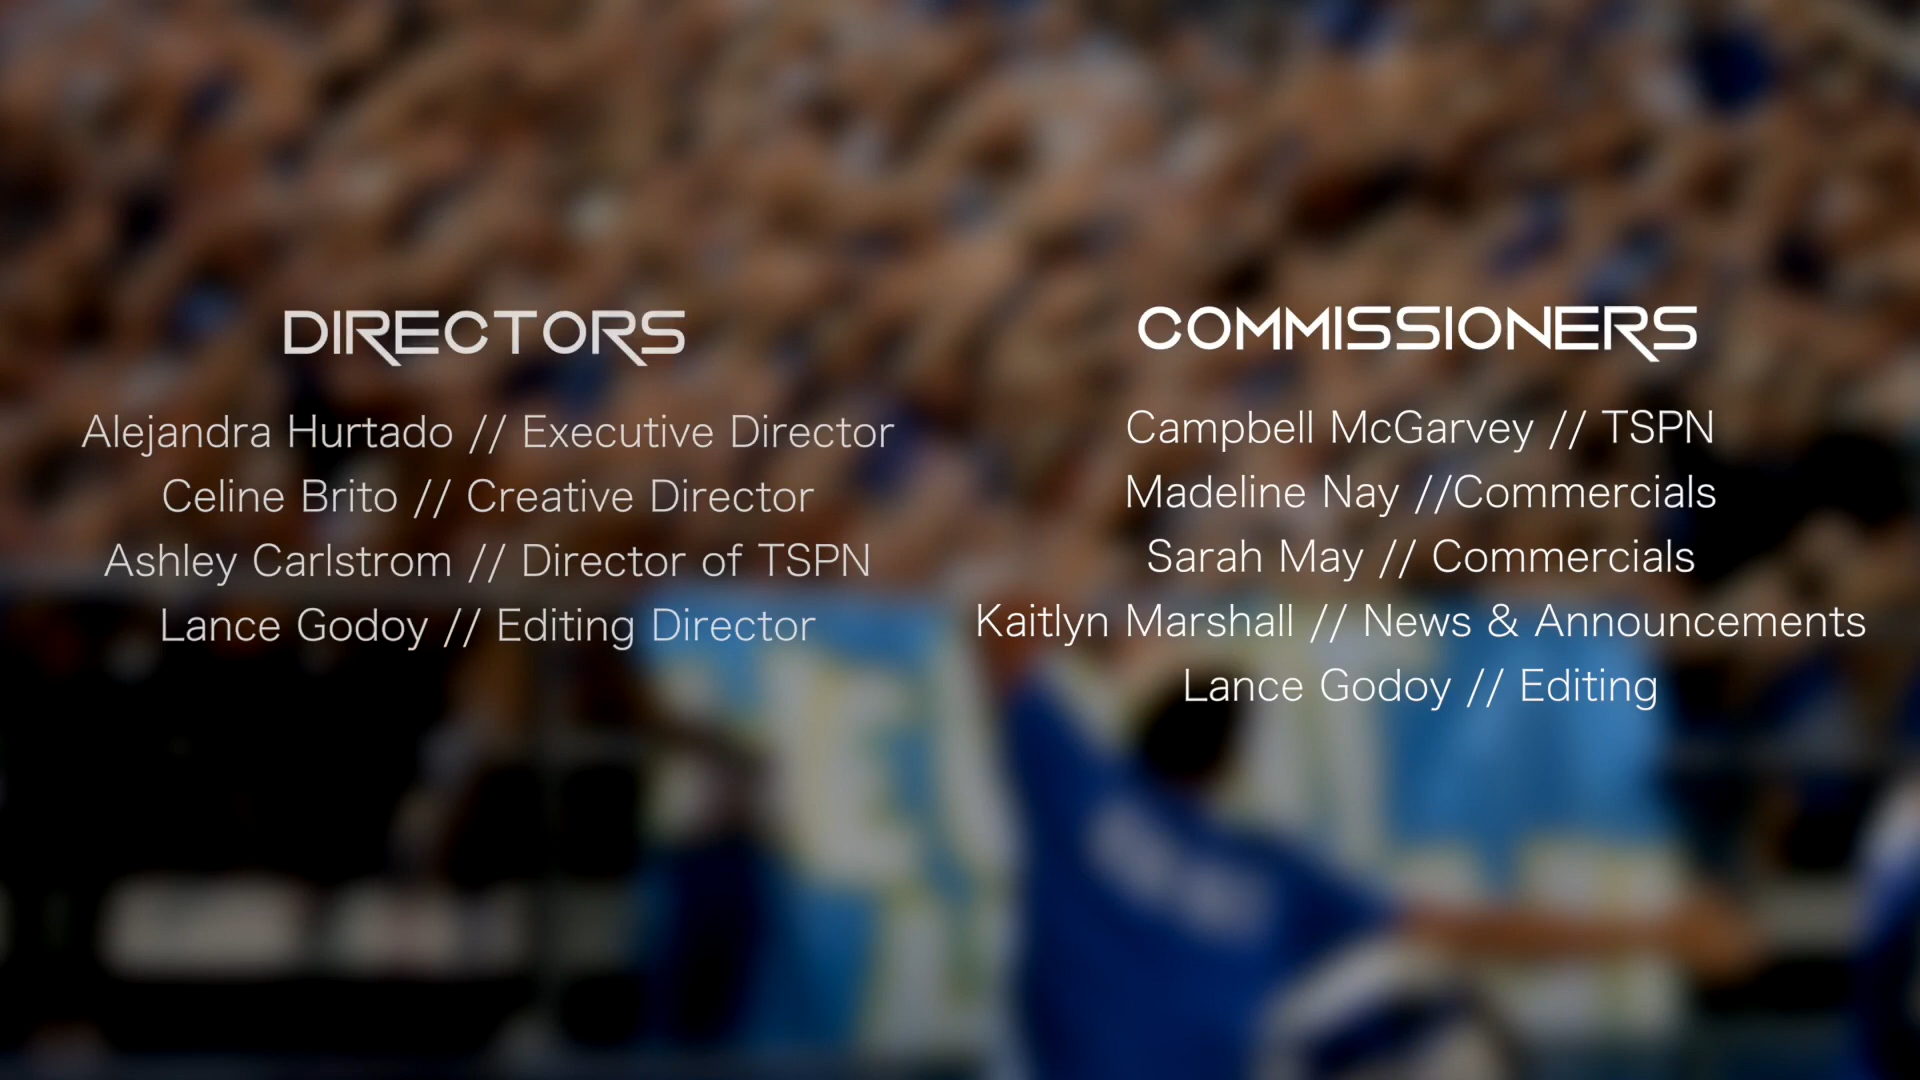 DIRECTORS
Alejandra Hurtado // Executive Director
Celine Brito // Creative Director
Ashley Carlstrom // Director of TSPN
Lance Godoy // Editing Director
COMMISSIONERS
Campbell McGarvey // TSPN
Madeline Nay //Commercials
Sarah May // Commercials
Kaitlyn Marshall // News & Announcements
Lance Godoy // Editing